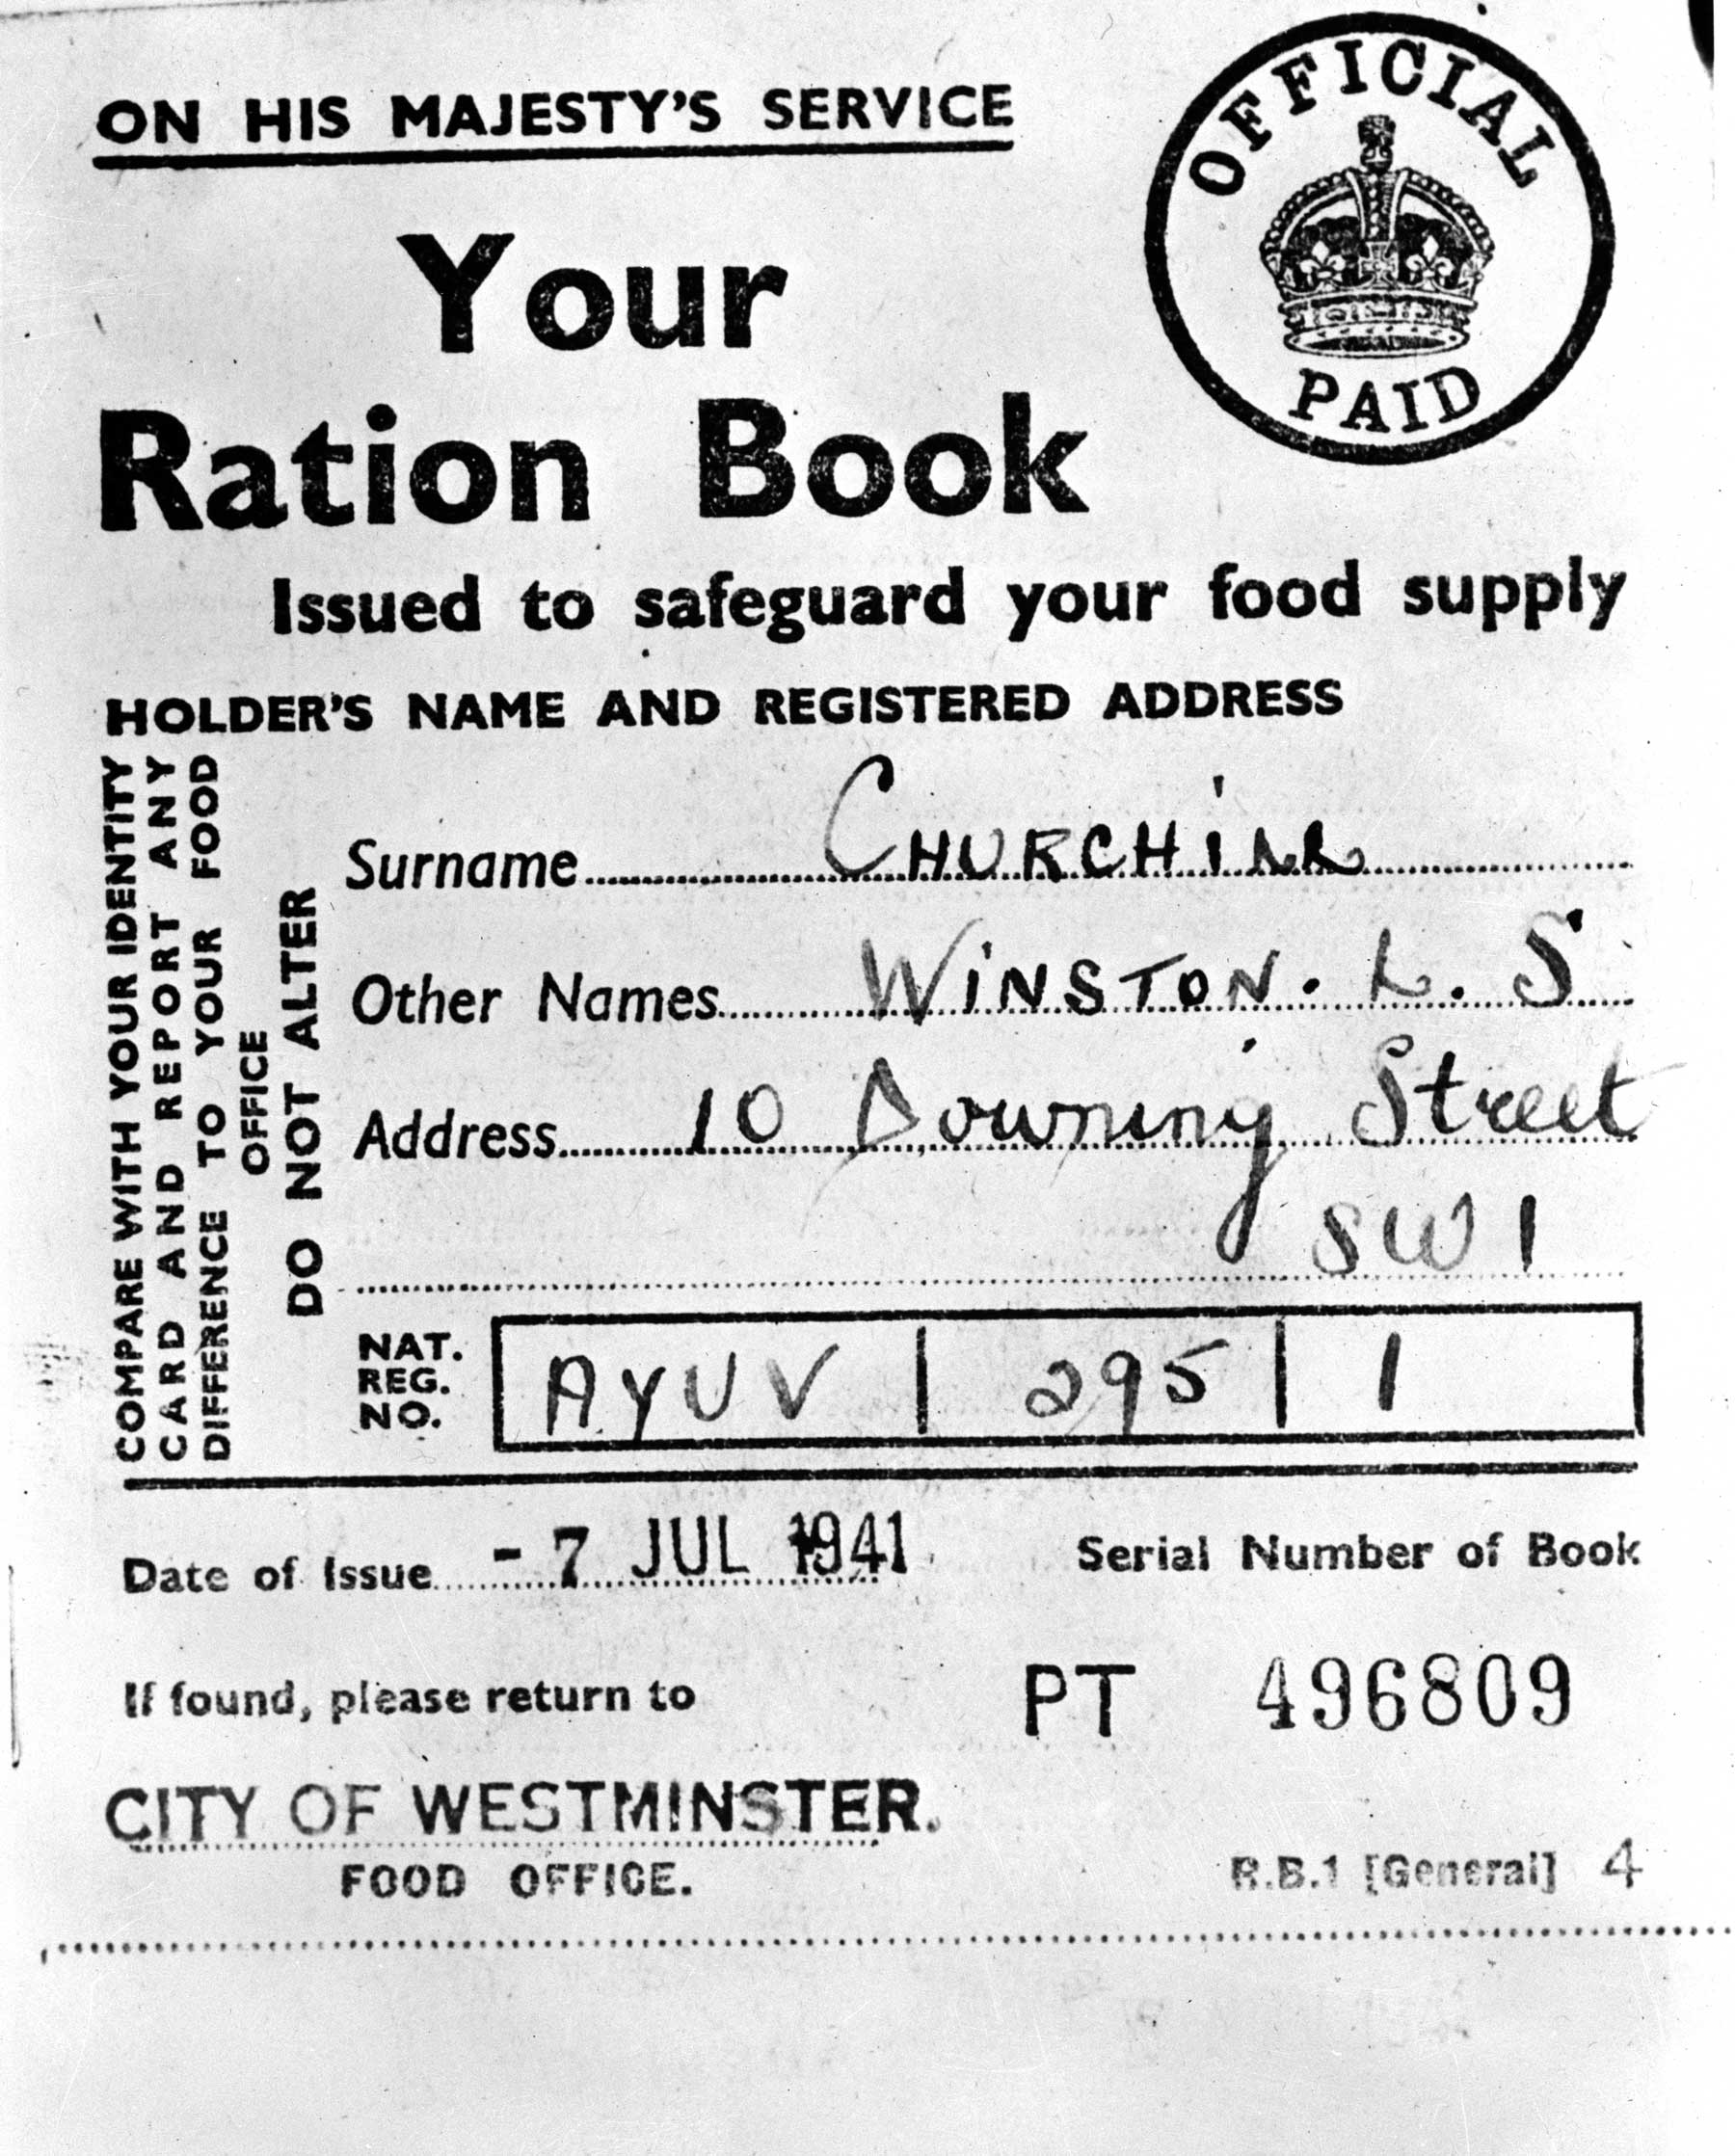 ON HIS MAJESTY'S SERVICE
OFFICIAL
PAID
Your
Ration Book
Issued to safeguard your food supply
HOLDER'S NAME AND REGISTERED ADDRESS
COMPARE WITH YOUR IDENTITY
CARD AND REPORT ANY
DIFFERENCE TO YOUR FOOD
OFFICE
DO NOT ALTER
Surname CHURCHiLL
Other Names WiNSTON. L. S
Address 10 Downing Street
SW1
NAT.
REG.
NO.
AYUV | 295 | 1
Date of Issue - 7 JUL 1941
Serial Number of Book
If found, please return to
PT 496809
CITY OF WESTMINSTER.
FOOD OFFICE.
R.B.1 [General] 4